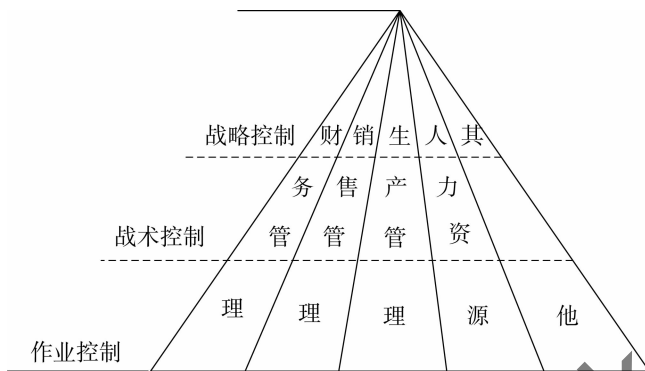 战略控制 财 销 生 人 其
务 售 产 力
战术控制 管 管 管 资
理 理 理 源 他
作业控制